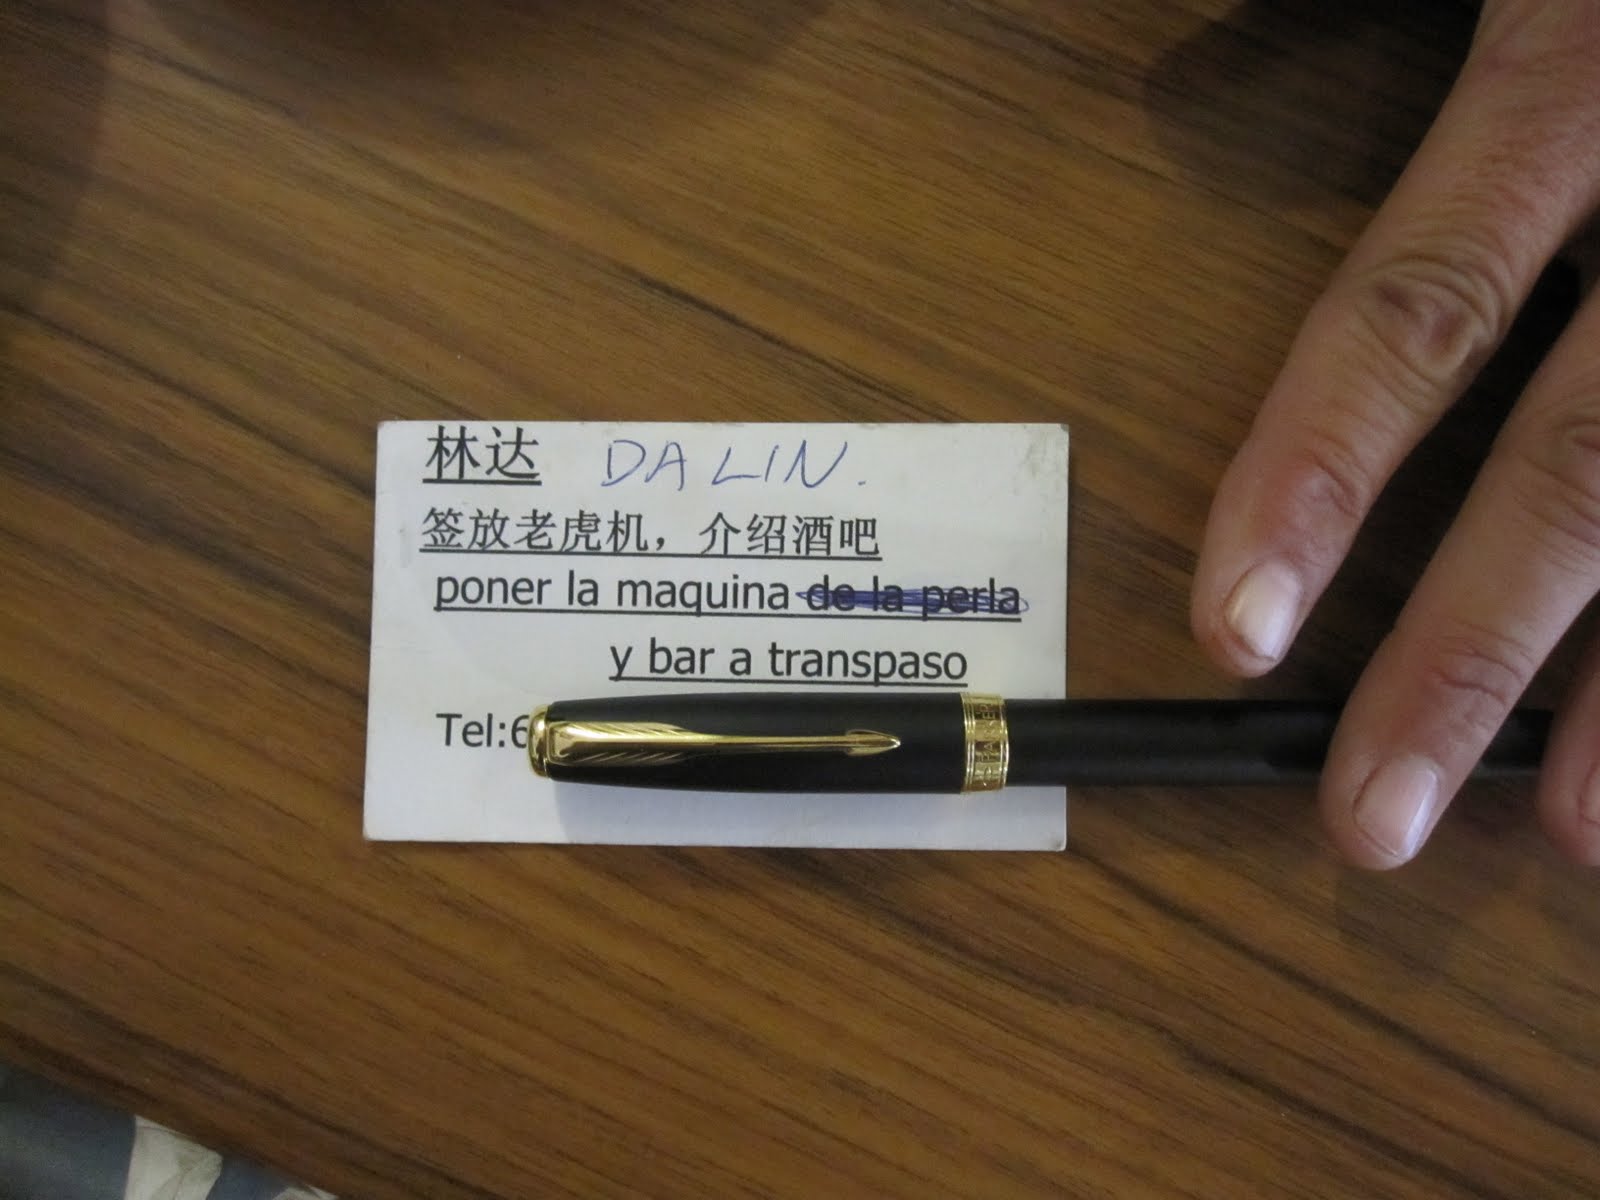 林达 DA LIN.
签放老虎机，介绍酒吧
poner la maquina de la perla
y bar a transpaso
Tel:6
PARKER